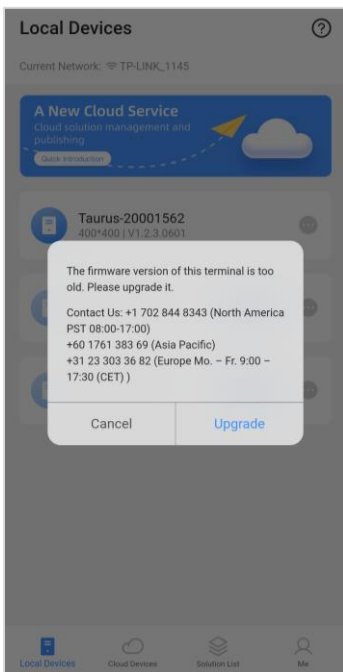 Local Devices
Current Network: TP-LINK_1145
A New Cloud Service
Cloud solution management and
publishing
Quick Introduction
Taurus-20001562
400*400 | V1.2.3.0601
The firmware version of this terminal is too
old. Please upgrade it.
Contact Us: +1 702 844 8343 (North America
PST 08:00-17:00)
+60 1761 383 69 (Asia Pacific)
+31 23 303 36 82 (Europe Mo. – Fr. 9:00 –
17:30 (CET) )
Cancel Upgrade
Local Devices Cloud Devices Solution List Me